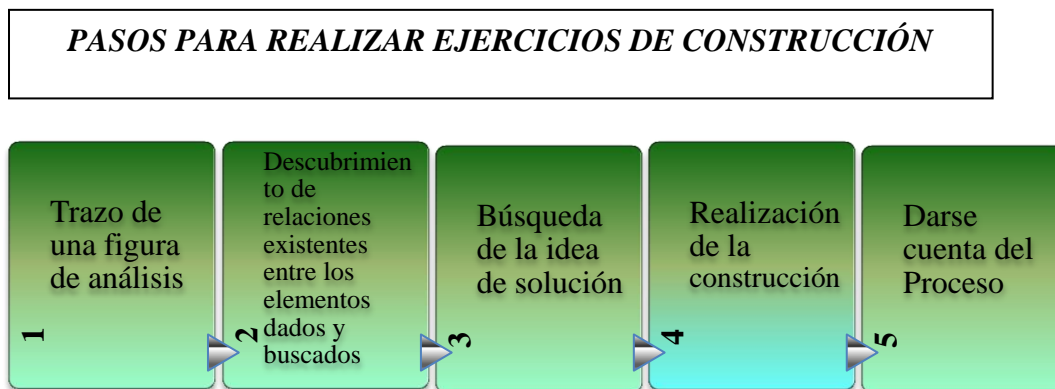 PASOS PARA REALIZAR EJERCICIOS DE CONSTRUCCIÓN
Trazo de
una figura
de análisis
1
Descubrimien
to de
relaciones
existentes
entre los
elementos
dados y
buscados
2
Búsqueda
de la idea
de solución
3
Realización
de la
construcción
4
Darse
cuenta del
Proceso
5